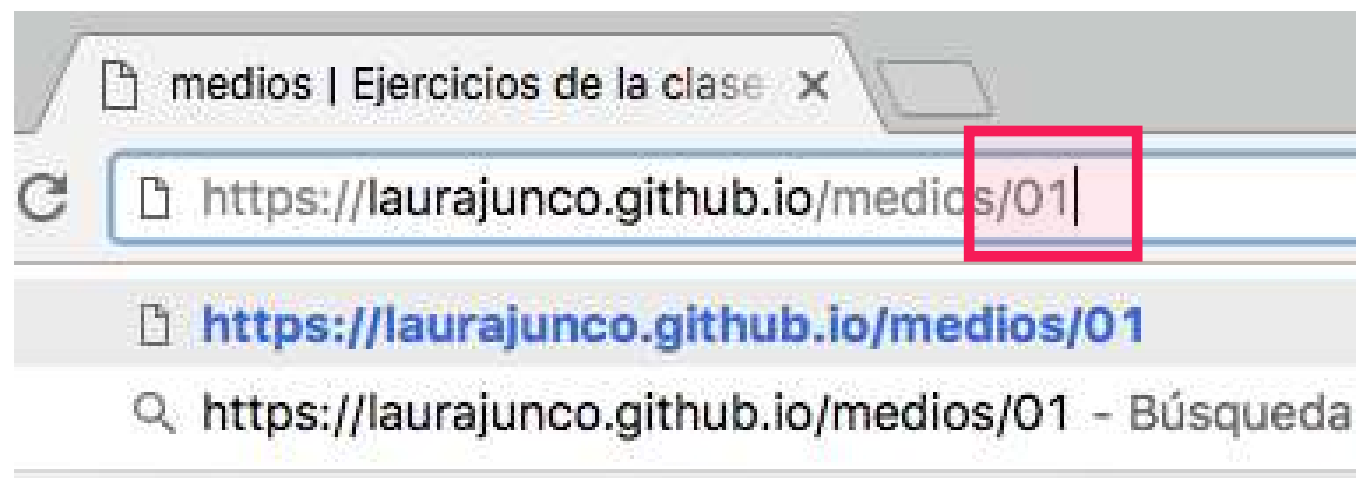 medios | Ejercicios de la clase
https://laurajunco.github.io/medios/01
https://laurajunco.github.io/medios/01
https://laurajunco.github.io/medios/01 - Búsqueda